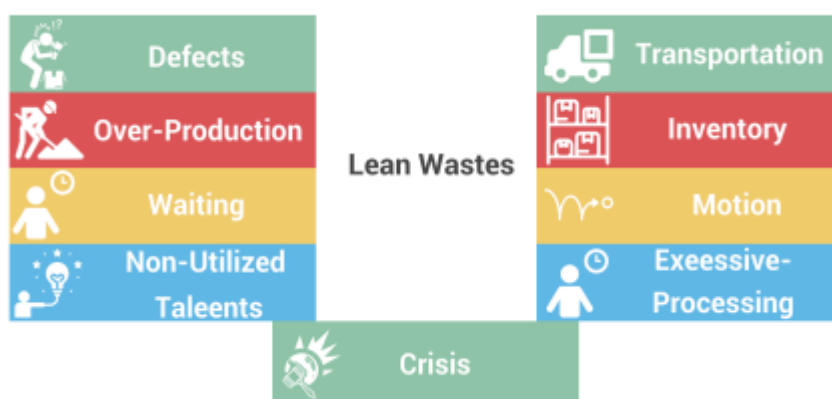 !?
Defects
Over-Production
Waiting
Non-Utilized
Taleents
Lean Wastes
Transportation
Inventory
Motion
Exeessive-
Processing
Crisis